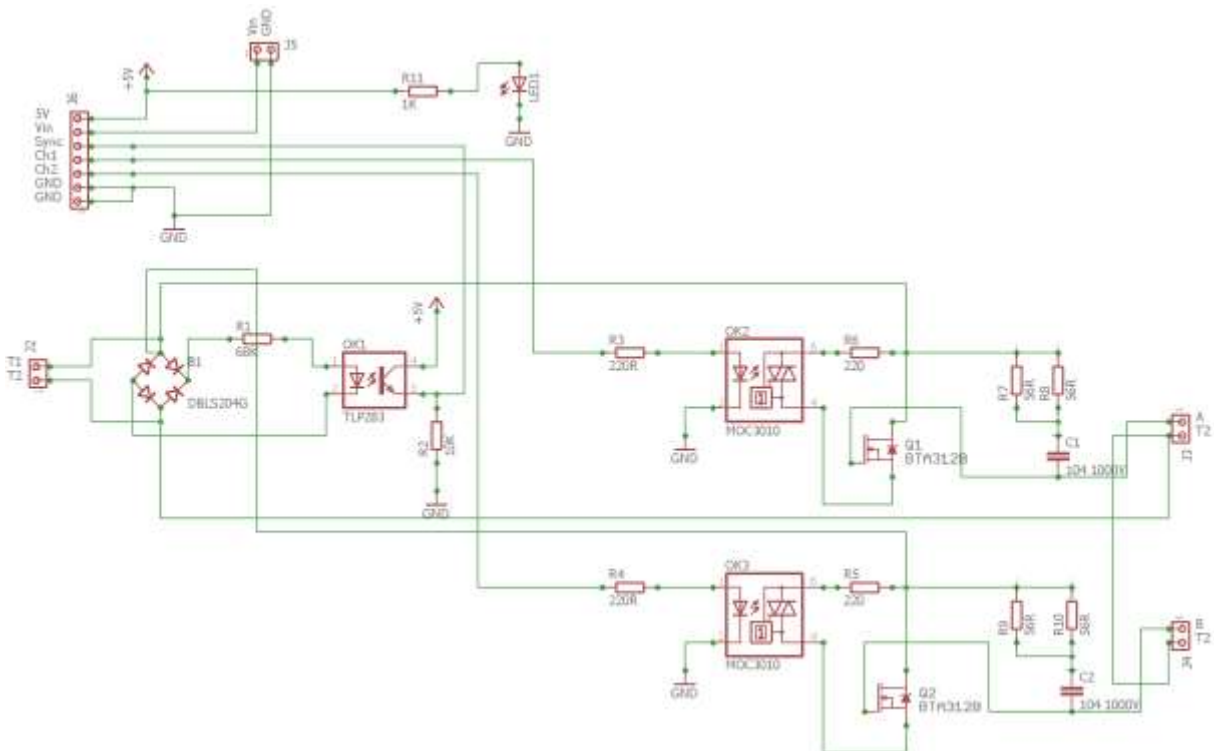 Vin
GND
J5
+5V
R11
1K
LED1
GND
5V
Vin
Sync
Ch1
Ch2
GND
GND
GND
J2
T1
T2
B1
DBLS204G
R1
68K
OK1
TLP283
+5V
R2
10K
GND
R3
220R
OK2
MOC3010
GND
R6
220
R7
56R
R8
56R
Q1
BTA312B
C1
104 1000V
A
T2
J3
R4
220R
OK3
MOC3010
GND
R5
220
R9
56R
R10
56R
Q2
BTA312B
C2
104 1000V
B
T2
J4